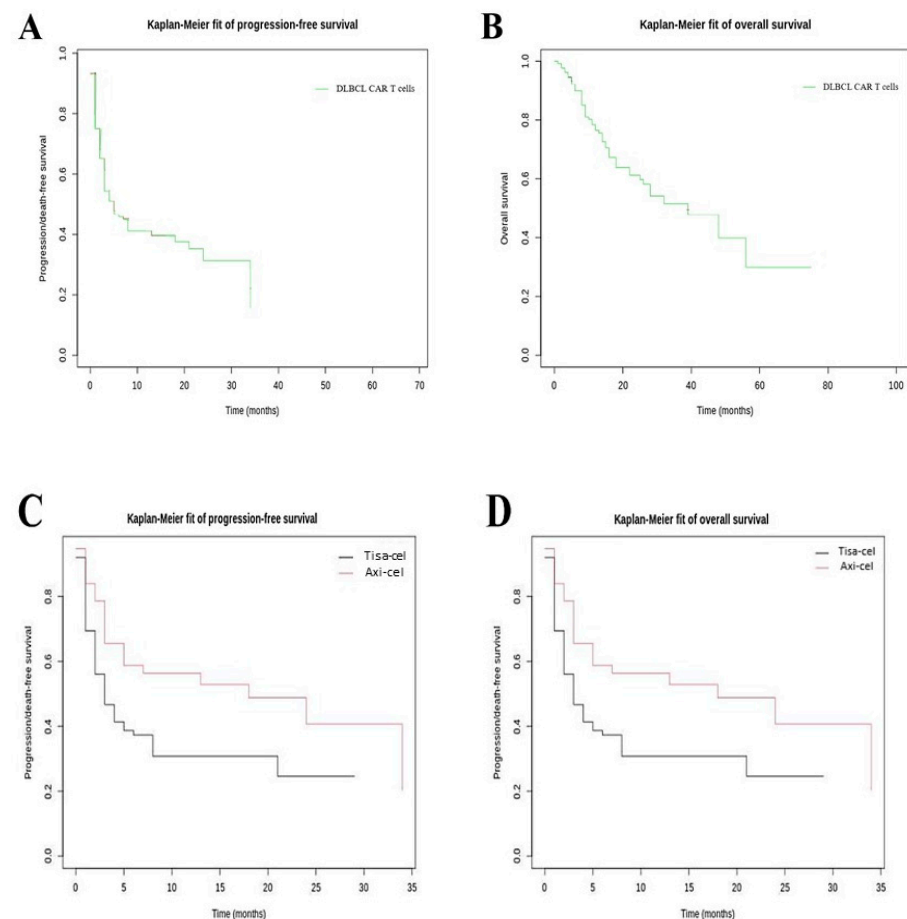 A
Kaplan-Meier fit of progression-free survival
Progression/death-free survival
1.0
0.8
0.6
0.4
0.2
0.0
DLBCL CAR T cells
0 10 20 30 40 50 60 70
Time (months)
B
Kaplan-Meier fit of overall survival
Overall survival
1.0
0.8
0.6
0.4
0.2
0.0
DLBCL CAR T cells
0 20 40 60 80 100
Time (months)
C
Kaplan-Meier fit of progression-free survival
Progression/death-free survival
0.8
0.6
0.4
0.2
0.0
Tisa-cel
Axi-cel
0 5 10 15 20 25 30 35
Time (months)
D
Kaplan-Meier fit of overall survival
Progression/death-free survival
0.8
0.6
0.4
0.2
0.0
Tisa-cel
Axi-cel
0 5 10 15 20 25 30 35
Time (months)